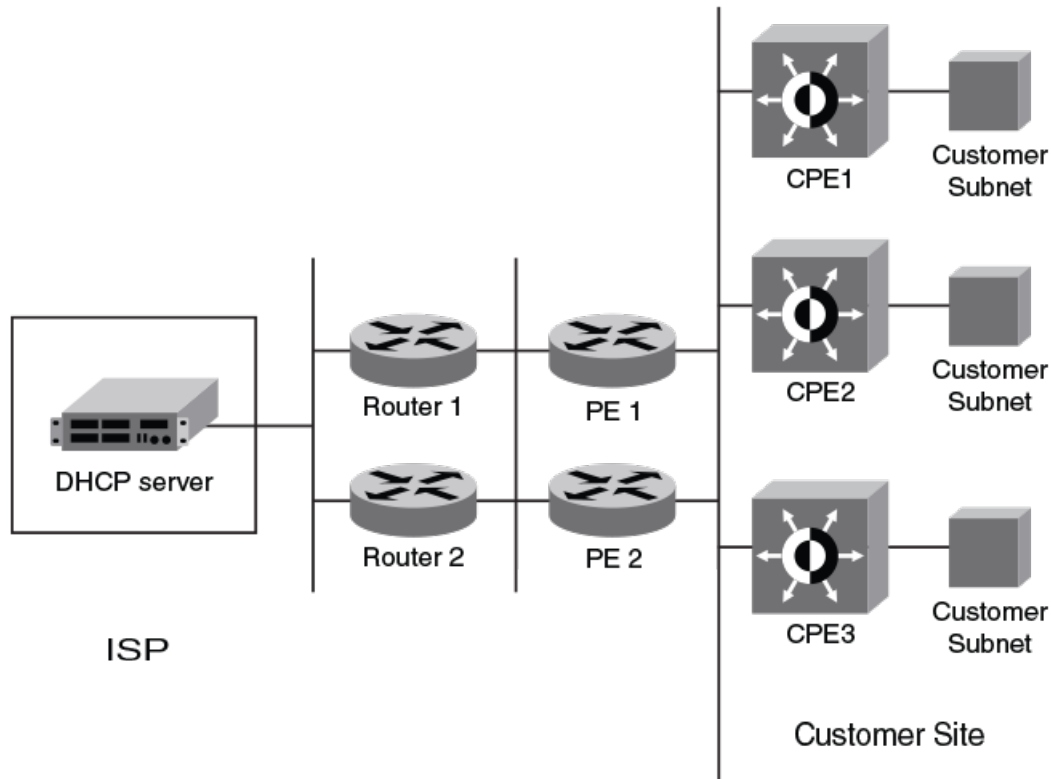 CPE1
Customer
Subnet
CPE2
Customer
Subnet
Router 1
PE 1
DHCP server
Router 2
PE 2
CPE3
Customer
Subnet
ISP
Customer Site